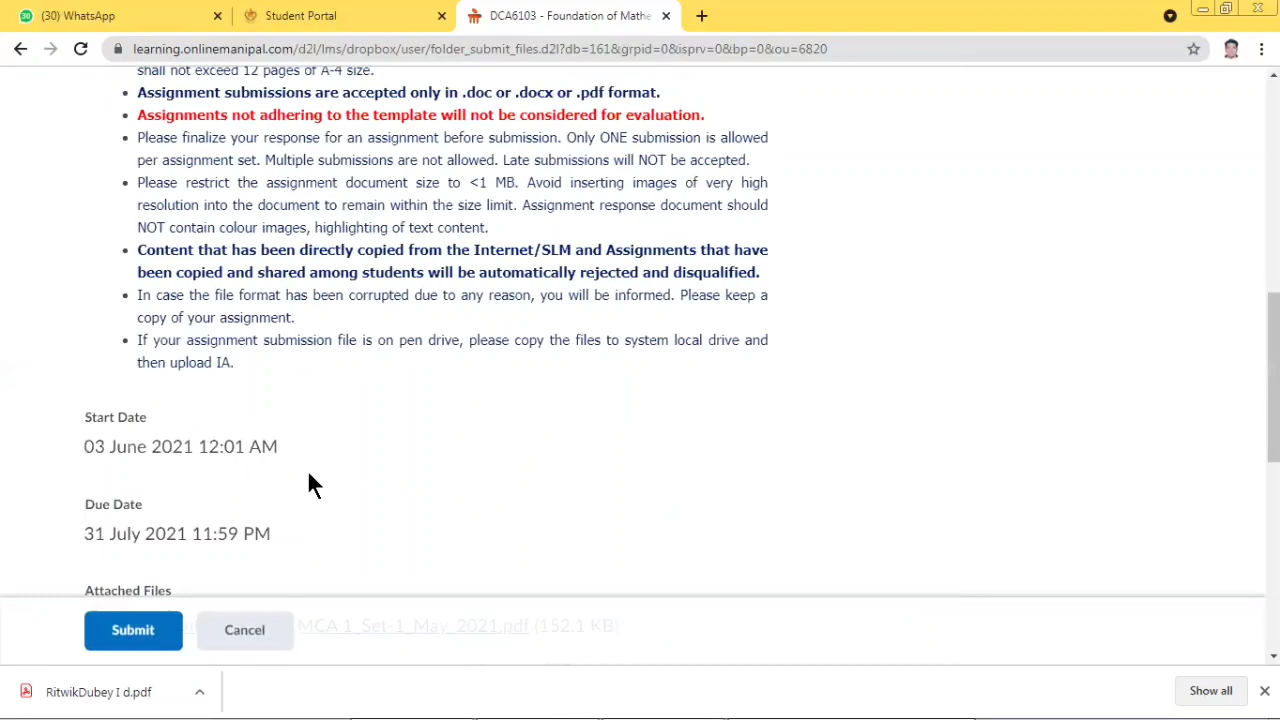 30
(30) WhatsApp
Student Portal
DCA6103 - Foundation of Mathe
learning.onlinemanipal.com/d2l/lms/dropbox/user/folder_submit_files.d2l?db=161&grpid=0&isprv=0&bp=0&ou=6820
shall not exceed 12 pages of A-4 size.
Assignment submissions are accepted only in .doc or .docx or .pdf format.
Assignments not adhering to the template will not be considered for evaluation.
Please finalize your response for an assignment before submission. Only ONE submission is allowed
per assignment set. Multiple submissions are not allowed. Late submissions will NOT be accepted.
Please restrict the assignment document size to <1 MB. Avoid inserting images of very high
resolution into the document to remain within the size limit. Assignment response document should
NOT contain colour images, highlighting of text content.
Content that has been directly copied from the Internet/SLM and Assignments that have
been copied and shared among students will be automatically rejected and disqualified.
In case the file format has been corrupted due to any reason, you will be informed. Please keep a
copy of your assignment.
If your assignment submission file is on pen drive, please copy the files to system local drive and
then upload IA.
Start Date
03 June 2021 12:01 AM
Due Date
31 July 2021 11:59 PM
Attached Files
MCA 1_Set-1_May_2021.pdf (152.1 KB)
Submit
Cancel
RitwikDubey I d.pdf
Show all